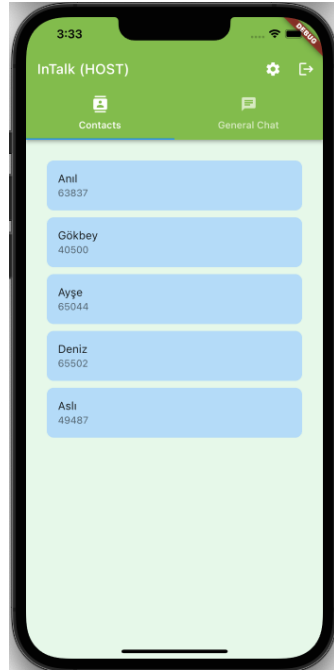 3:33
DEBUG
InTalk (HOST)
Contacts
General Chat
Anıl
63837
Gökbey
40500
Ayşe
65044
Deniz
65502
Aslı
49487